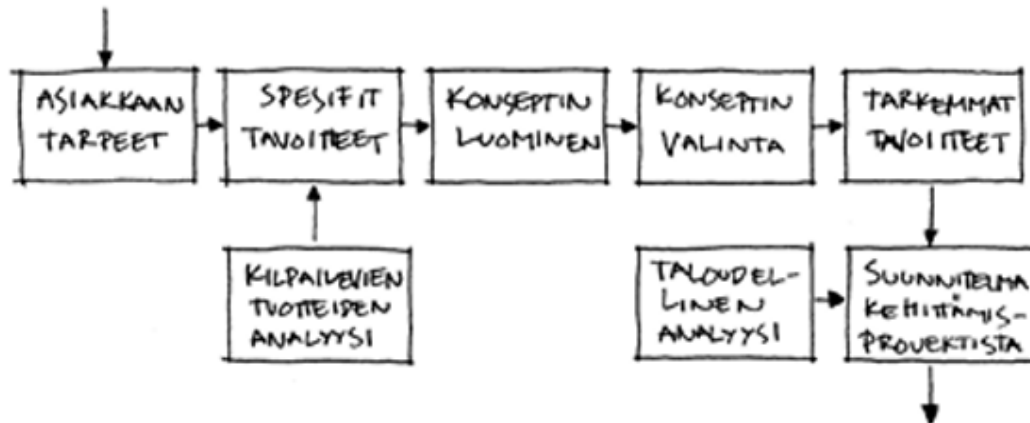 ASIAKKAAN
TARPEET
SPESIFIT
TAVOITTEET
KONSEPTIN
LUOMINEN
KONSEPTIN
VALINTA
TARKEMMAT
TAVOITTEET
KILPAILEVIEN
TUOTTEIDEN
ANALYYSI
TALOUDEL-
LINEN
ANALYYSI
SUUNNITELMA
KEHITTÄMIS-
PROJEKTISTA